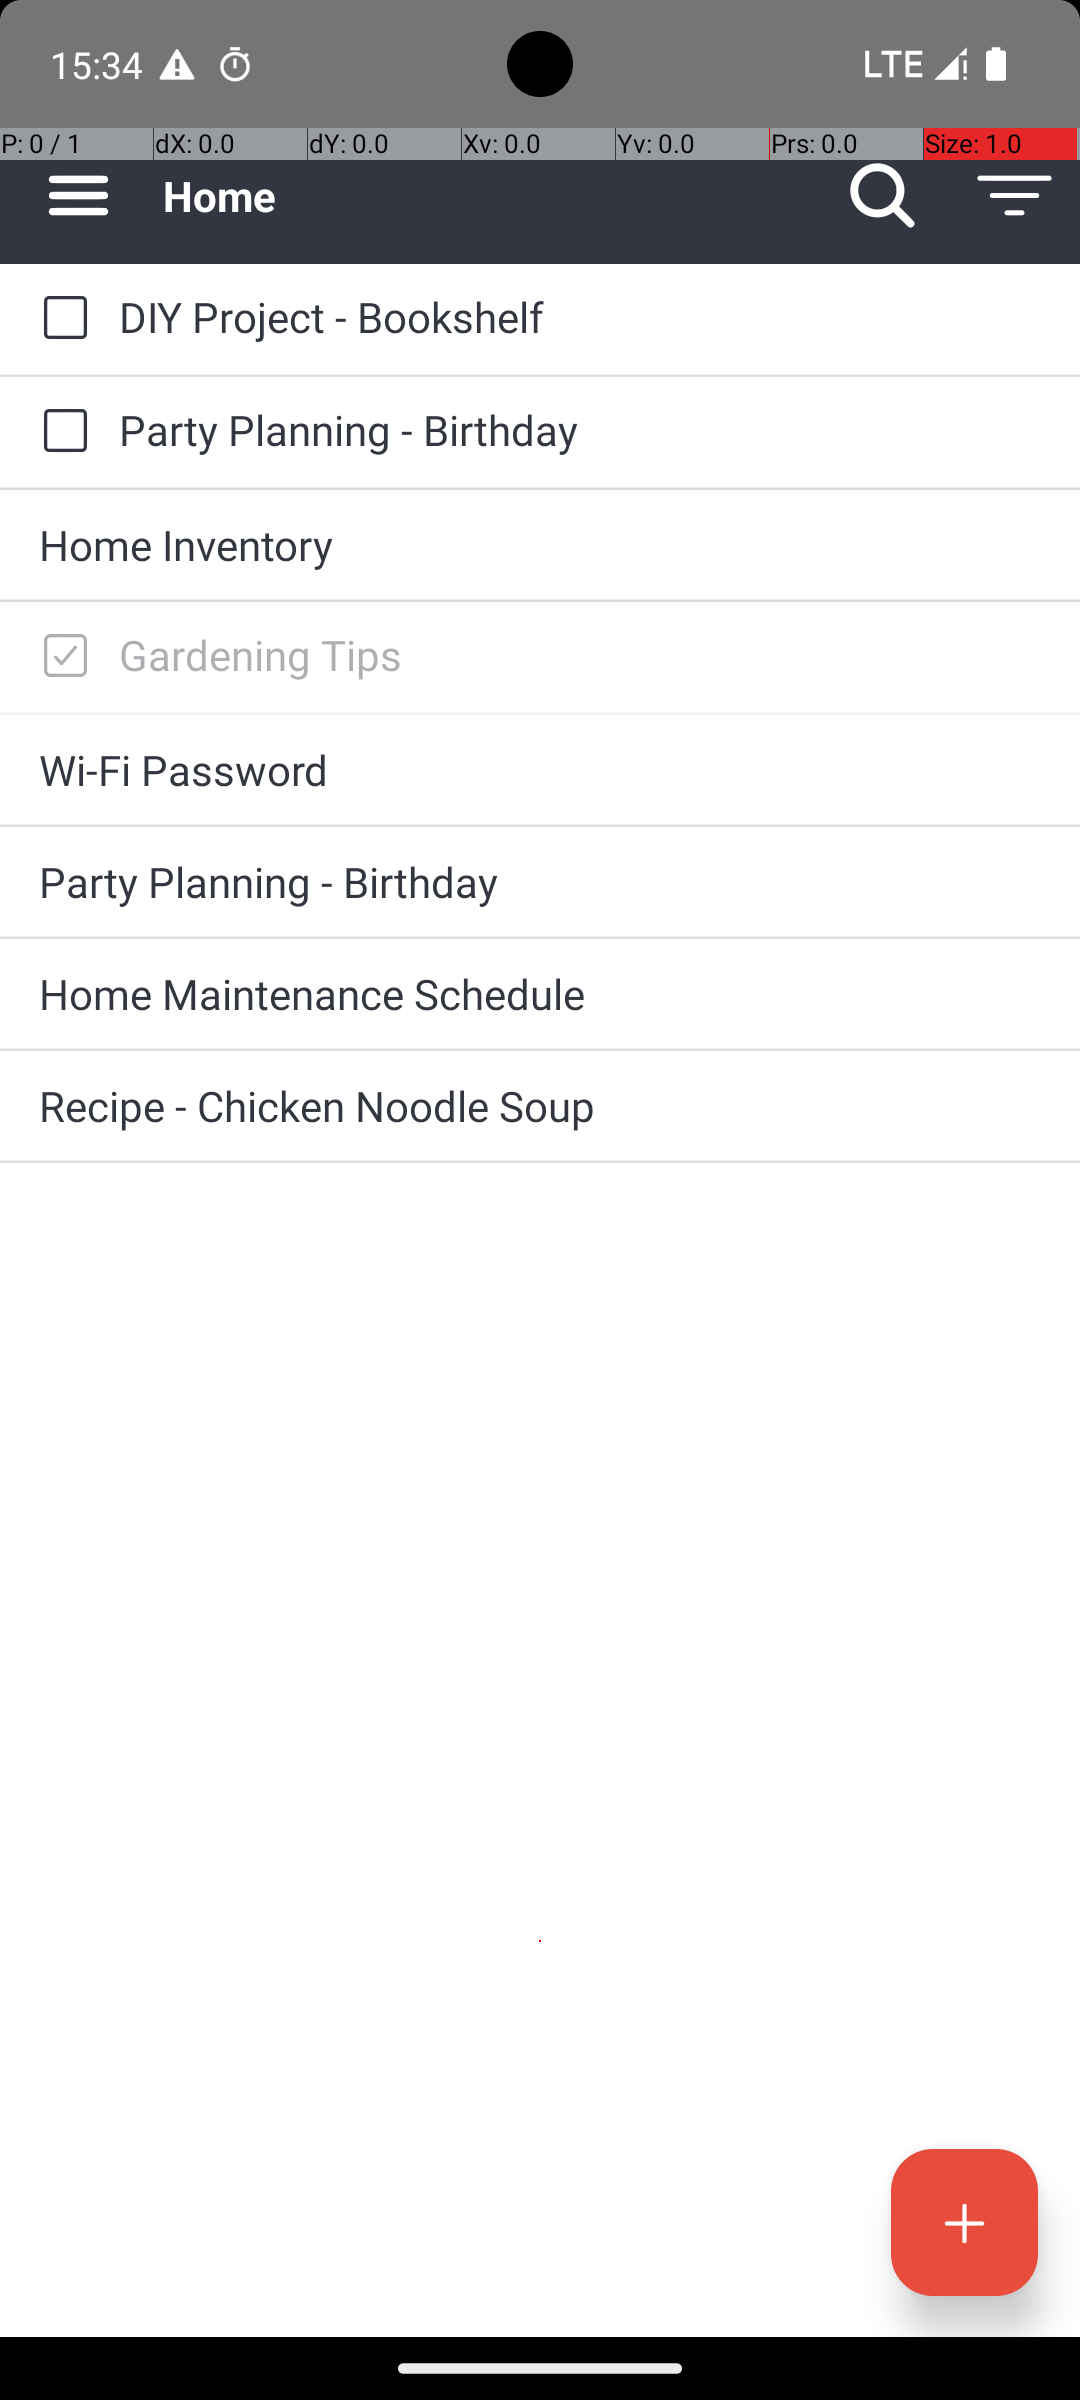 15:34
LTE
P: 0 / 1
dX: 0.0
dY: 0.0
Xv: 0.0
Yv: 0.0
Prs: 0.0
Size: 1.0
Home
DIY Project - Bookshelf
Party Planning - Birthday
Home Inventory
Gardening Tips
Wi-Fi Password
Party Planning - Birthday
Home Maintenance Schedule
Recipe - Chicken Noodle Soup